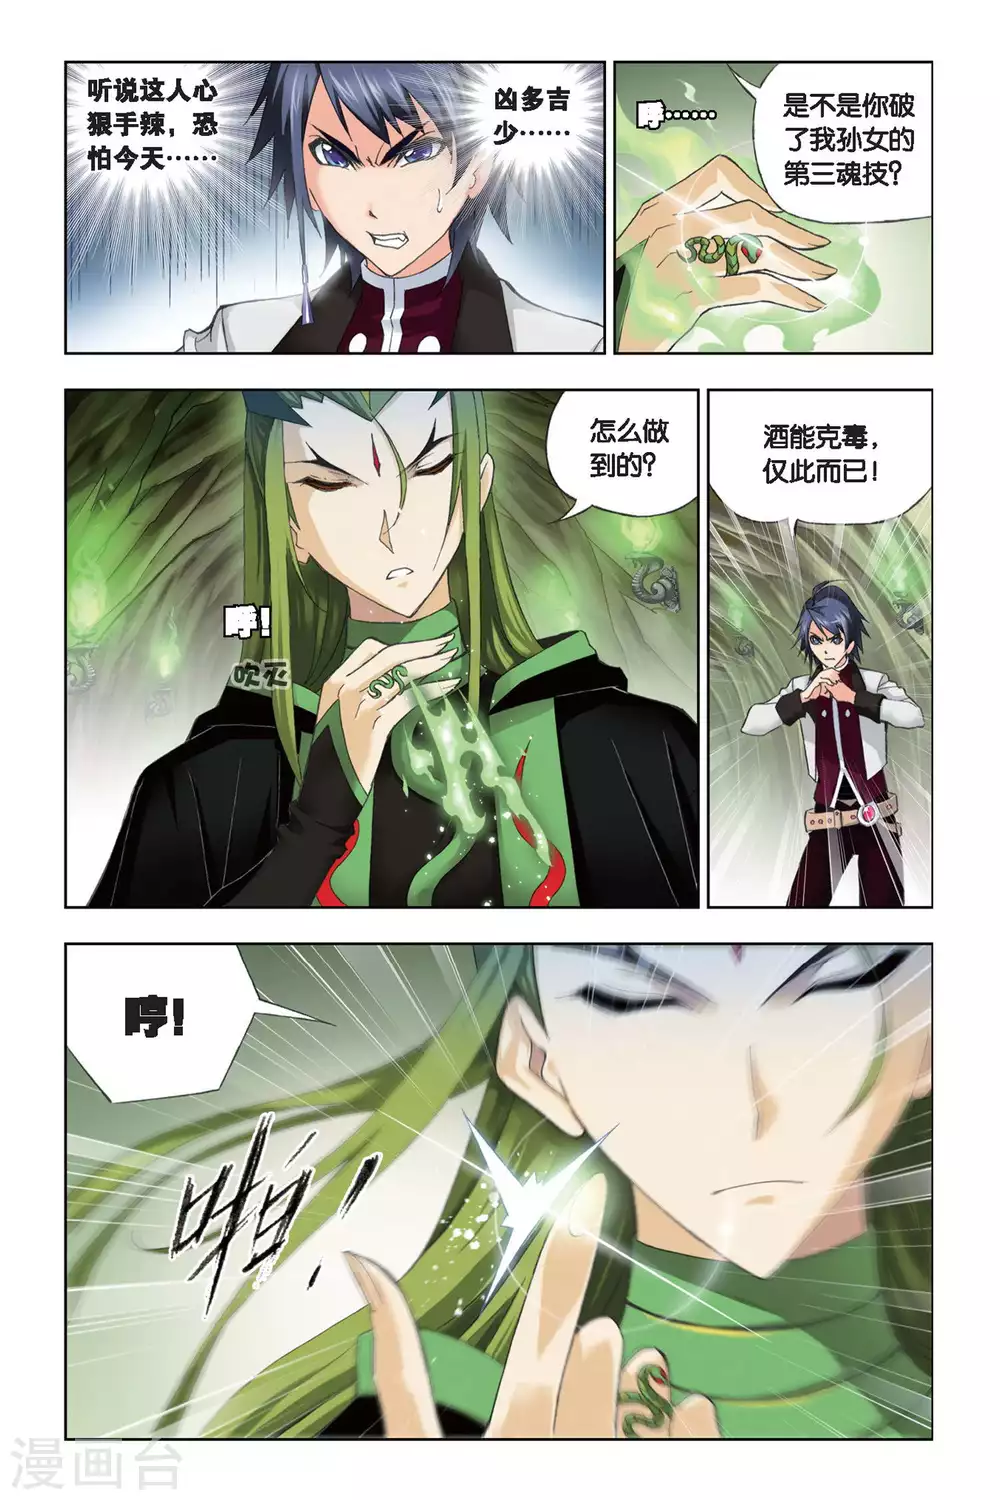 听说这人心
狠手辣，恐
怕今天……
凶多吉
少……
呼……
是不是你破
了我孙女的
第三魂技？
怎么做
到的？
呼！
吹灭
酒能克毒，
仅此而已！
哼！
啪！
漫画台